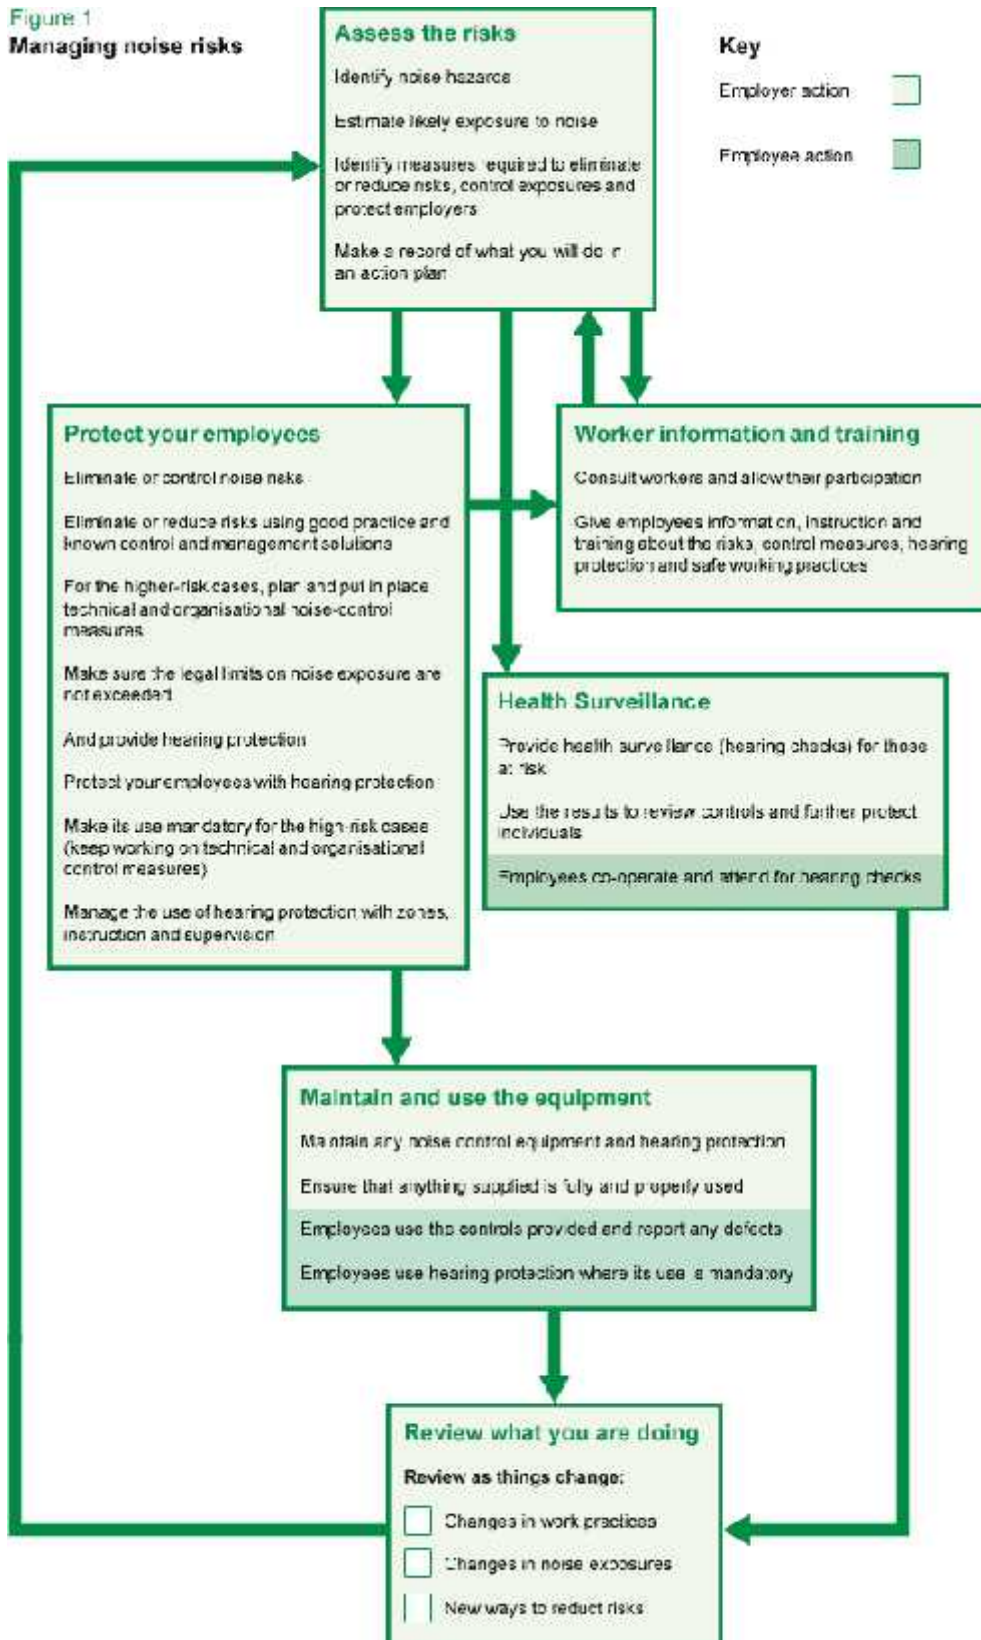 Figure 1
Managing noise risks
Assess the risks
Identify noise hazards
Estimate likely exposure to noise
Identify measures required to eliminate
or reduce risks, control exposures and
protect employers
Make a record of what you will do in
an action plan
Key
Employer action
Employee action
Protect your employees
Eliminate or control noise risks
Eliminate or reduce risks using good practice and
known control and management solutions
For the higher-risk cases, plan and put in place
technical and organisational noise-control
measures
Make sure the legal limits on noise exposure are
not exceeded
And provide hearing protection
Protect your employees with hearing protection
Make its use mandatory for the high-risk cases
(keep working on technical and organisational
control measures)
Manage the use of hearing protection with zones,
instruction and supervision
Worker information and training
Consult workers and allow their participation
Give employees information, instruction and
training about the risks, control measures, hearing
protection and safe working practices
Health Surveillance
Provide health surveillance (hearing checks) for those
at risk
Use the results to review controls and further protect
individuals
Employees co-operate and attend for hearing checks
Maintain and use the equipment
Maintain any noise control equipment and hearing protection
Ensure that anything supplied is fully and properly used
Employees use the controls provided and report any defects
Employees use hearing protection where its use is mandatory
Review what you are doing
Review as things change:
Changes in work practices
Changes in noise exposures
New ways to reduct risks